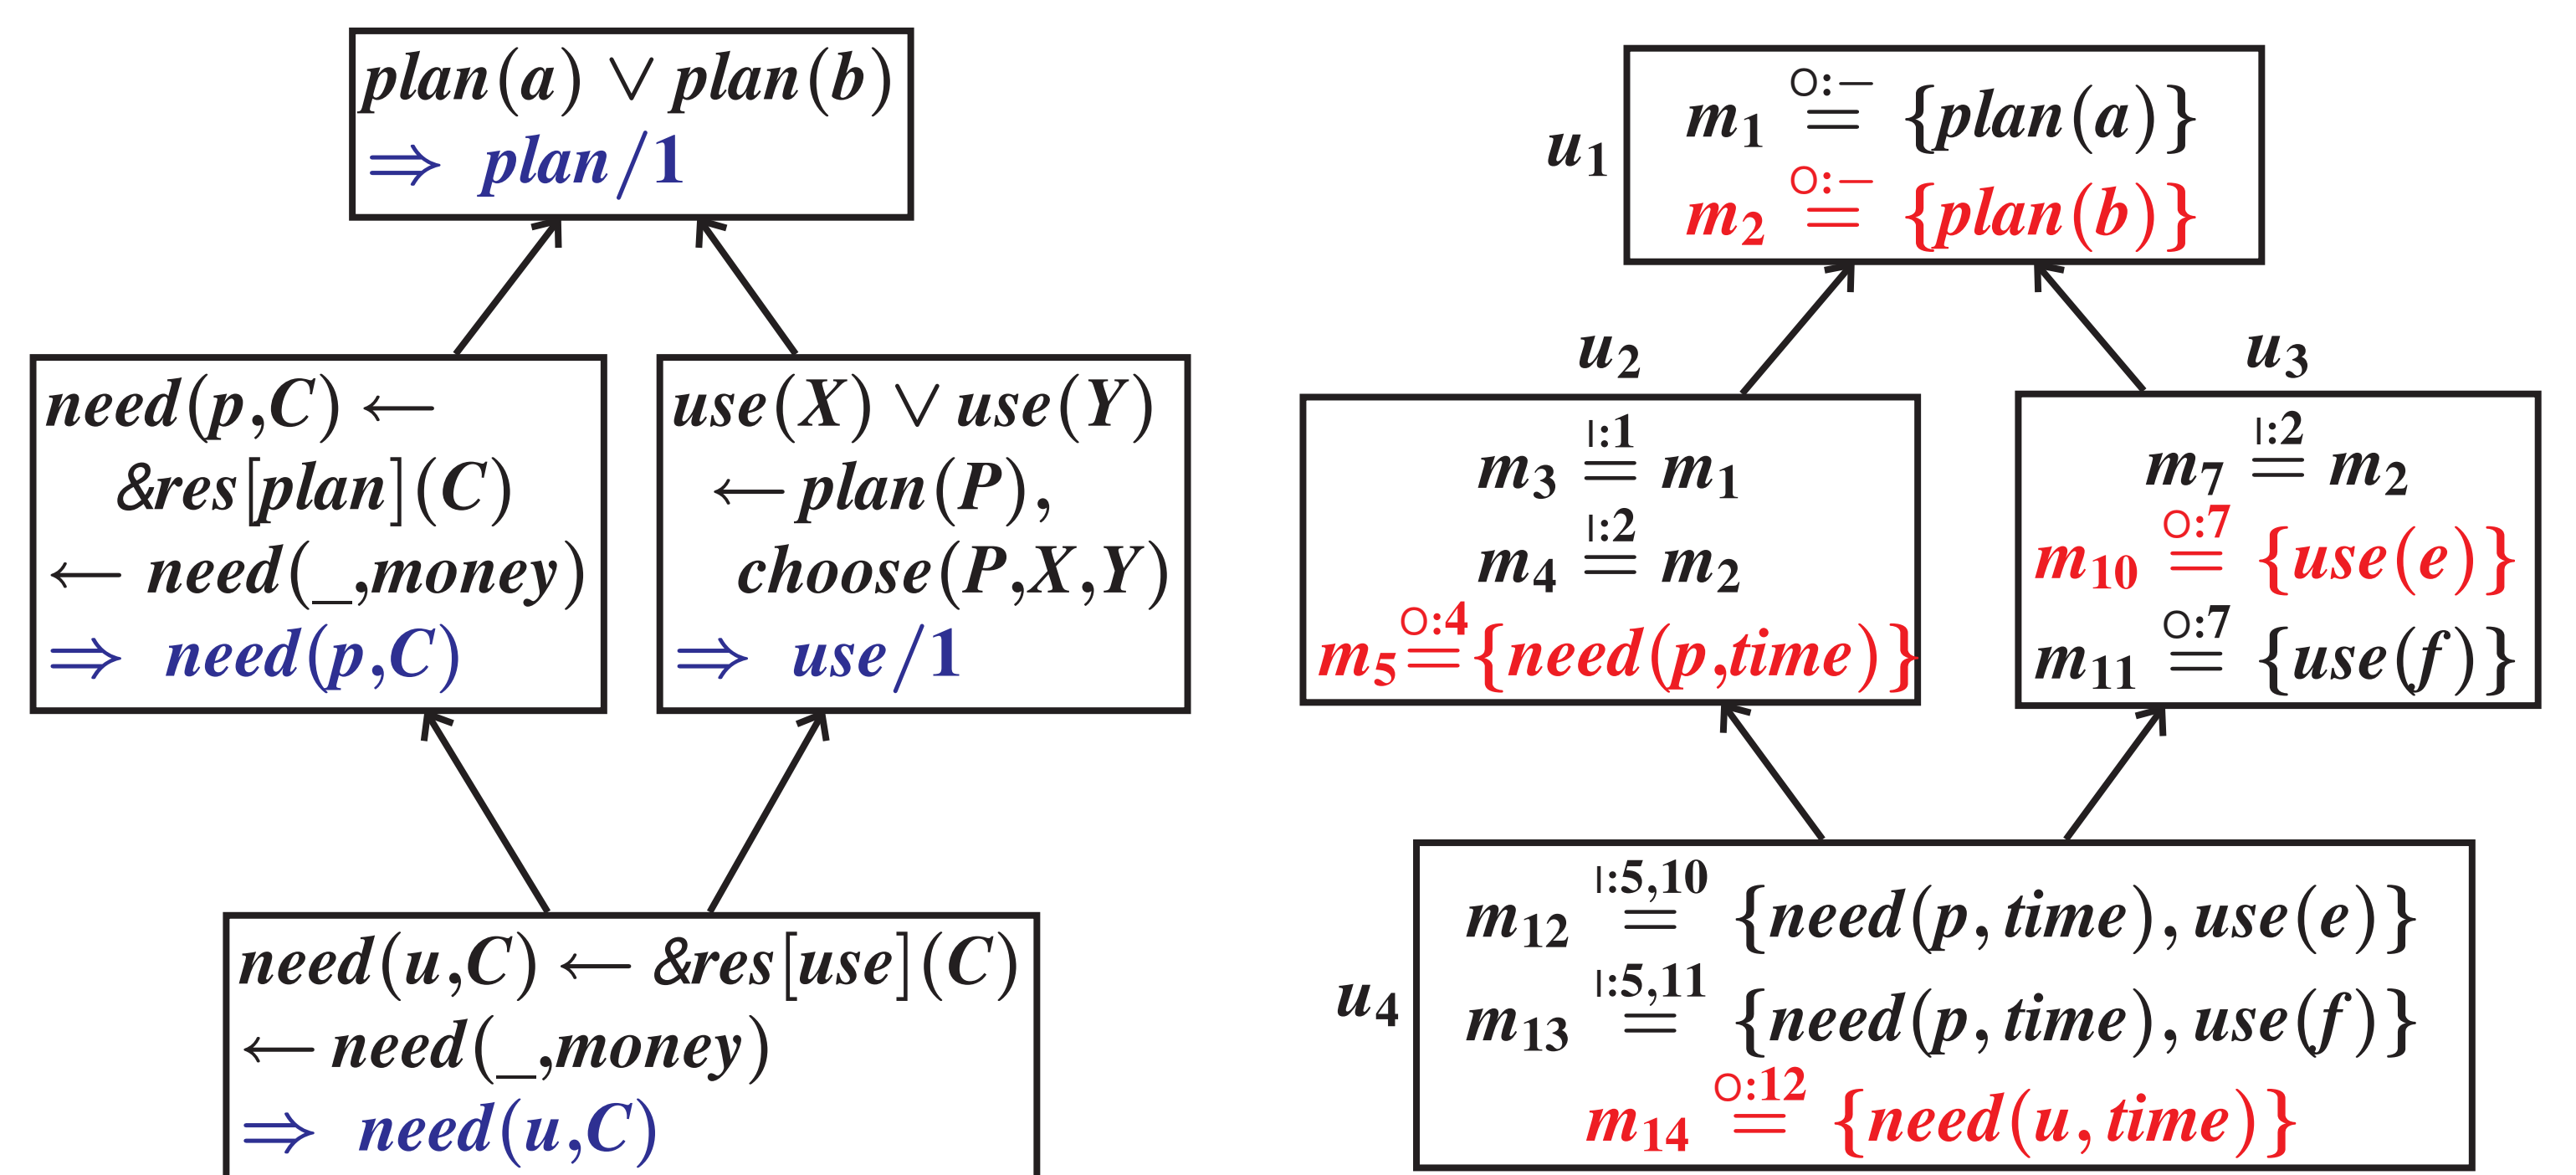 plan(a) ∨ plan(b)
⇒ plan/1
need(p,C) ←
&res[plan](C)
← need(_,money)
⇒ need(p,C)
use(X) ∨ use(Y)
← plan(P),
choose(P,X,Y)
⇒ use/1
need(u,C) ← &res[use](C)
← need(_,money)
⇒ need(u,C)
u₁
○:−
m₁ = {plan(a)}
○:−
m₂ = {plan(b)}
u₂
ı:1
m₃ = m₁
ı:2
m₄ = m₂
○:4
m₅ = {need(p,time)}
u₃
ı:2
m₇ = m₂
○:7
m₁₀ = {use(e)}
○:7
m₁₁ = {use(f)}
u₄
ı:5,10
m₁₂ = {need(p, time), use(e)}
ı:5,11
m₁₃ = {need(p, time), use(f)}
○:12
m₁₄ = {need(u, time)}